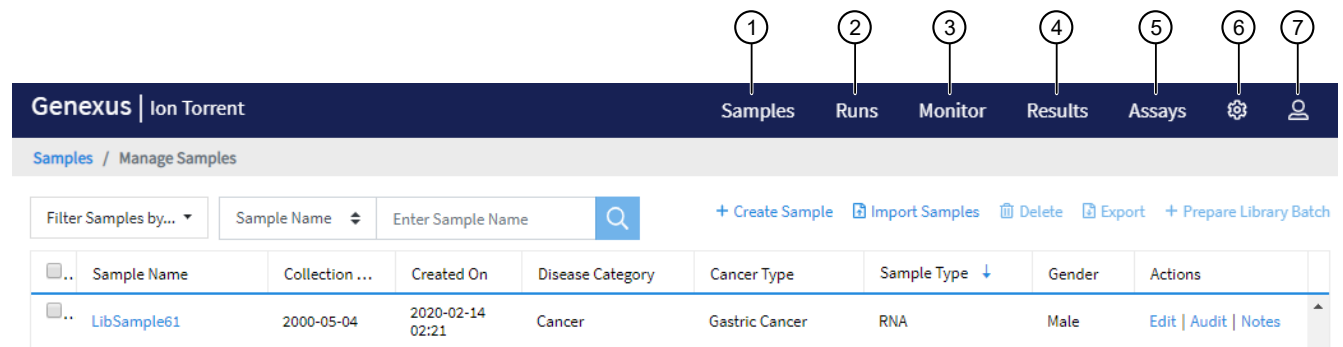 1 2 3 4 5 6 7
Genexus | Ion Torrent Samples Runs Monitor Results Assays
Samples / Manage Samples
Filter Samples by... Sample Name Enter Sample Name + Create Sample Import Samples Delete Export + Prepare Library Batch
.. Sample Name Collection ... Created On Disease Category Cancer Type Sample Type ↓ Gender Actions
.. LibSample61 2000-05-04 2020-02-14 Cancer Gastric Cancer RNA Male Edit | Audit | Notes
02:21